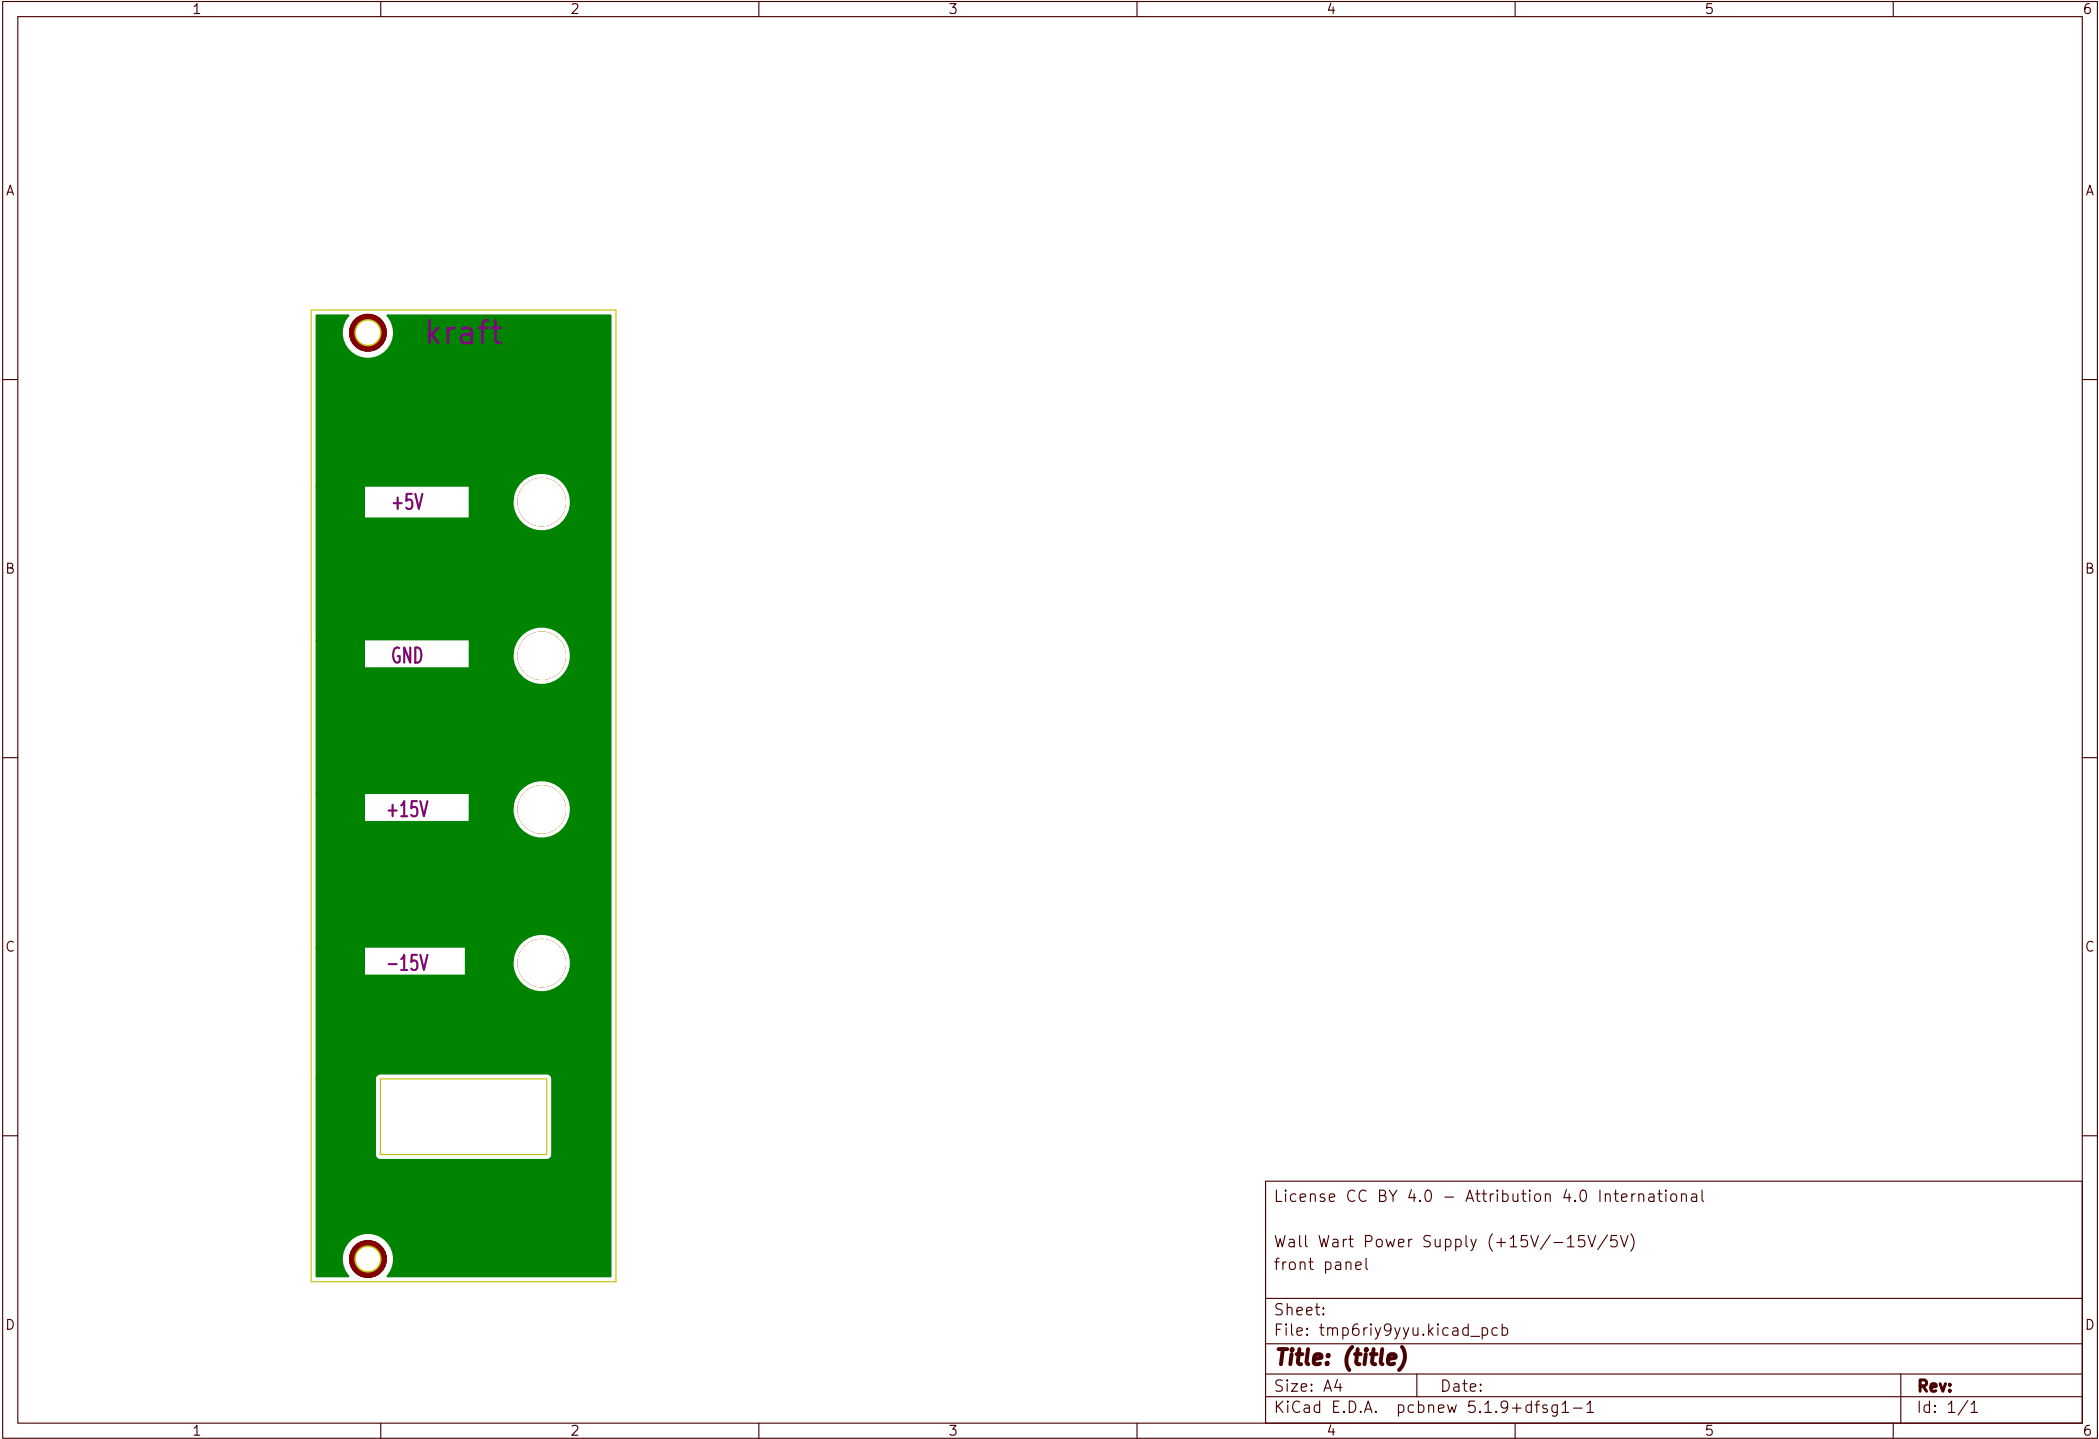 1 2 3 4 5 6
A A
kraft
+5V
B B
GND
+15V
C C
-15V
License CC BY 4.0 - Attribution 4.0 International
Wall Wart Power Supply (+15V/-15V/5V)
front panel
Sheet:
File: tmp6riy9yyu.kicad_pcb
D D
Title: (title)
Size: A4 Date: Rev:
KiCad E.D.A. pcbnew 5.1.9+dfsg1-1 Id: 1/1
1 2 3 4 5 6